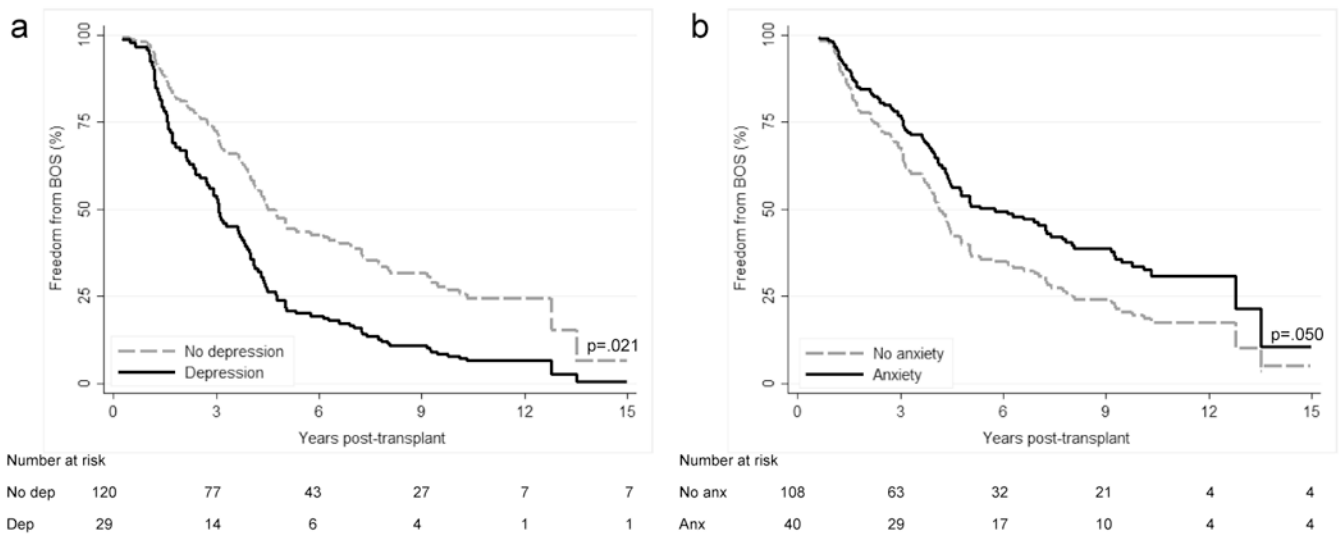 a
Freedom from BOS (%)
100
75
50
25
0
No depression
Depression
p=.021
0 3 6 9 12 15
Years post-transplant
Number at risk
No dep 120 77 43 27 7 7
Dep 29 14 6 4 1 1
b
Freedom from BOS (%)
100
75
50
25
0
No anxiety
Anxiety
p=.050
0 3 6 9 12 15
Years post-transplant
Number at risk
No anx 108 63 32 21 4 4
Anx 40 29 17 10 4 4